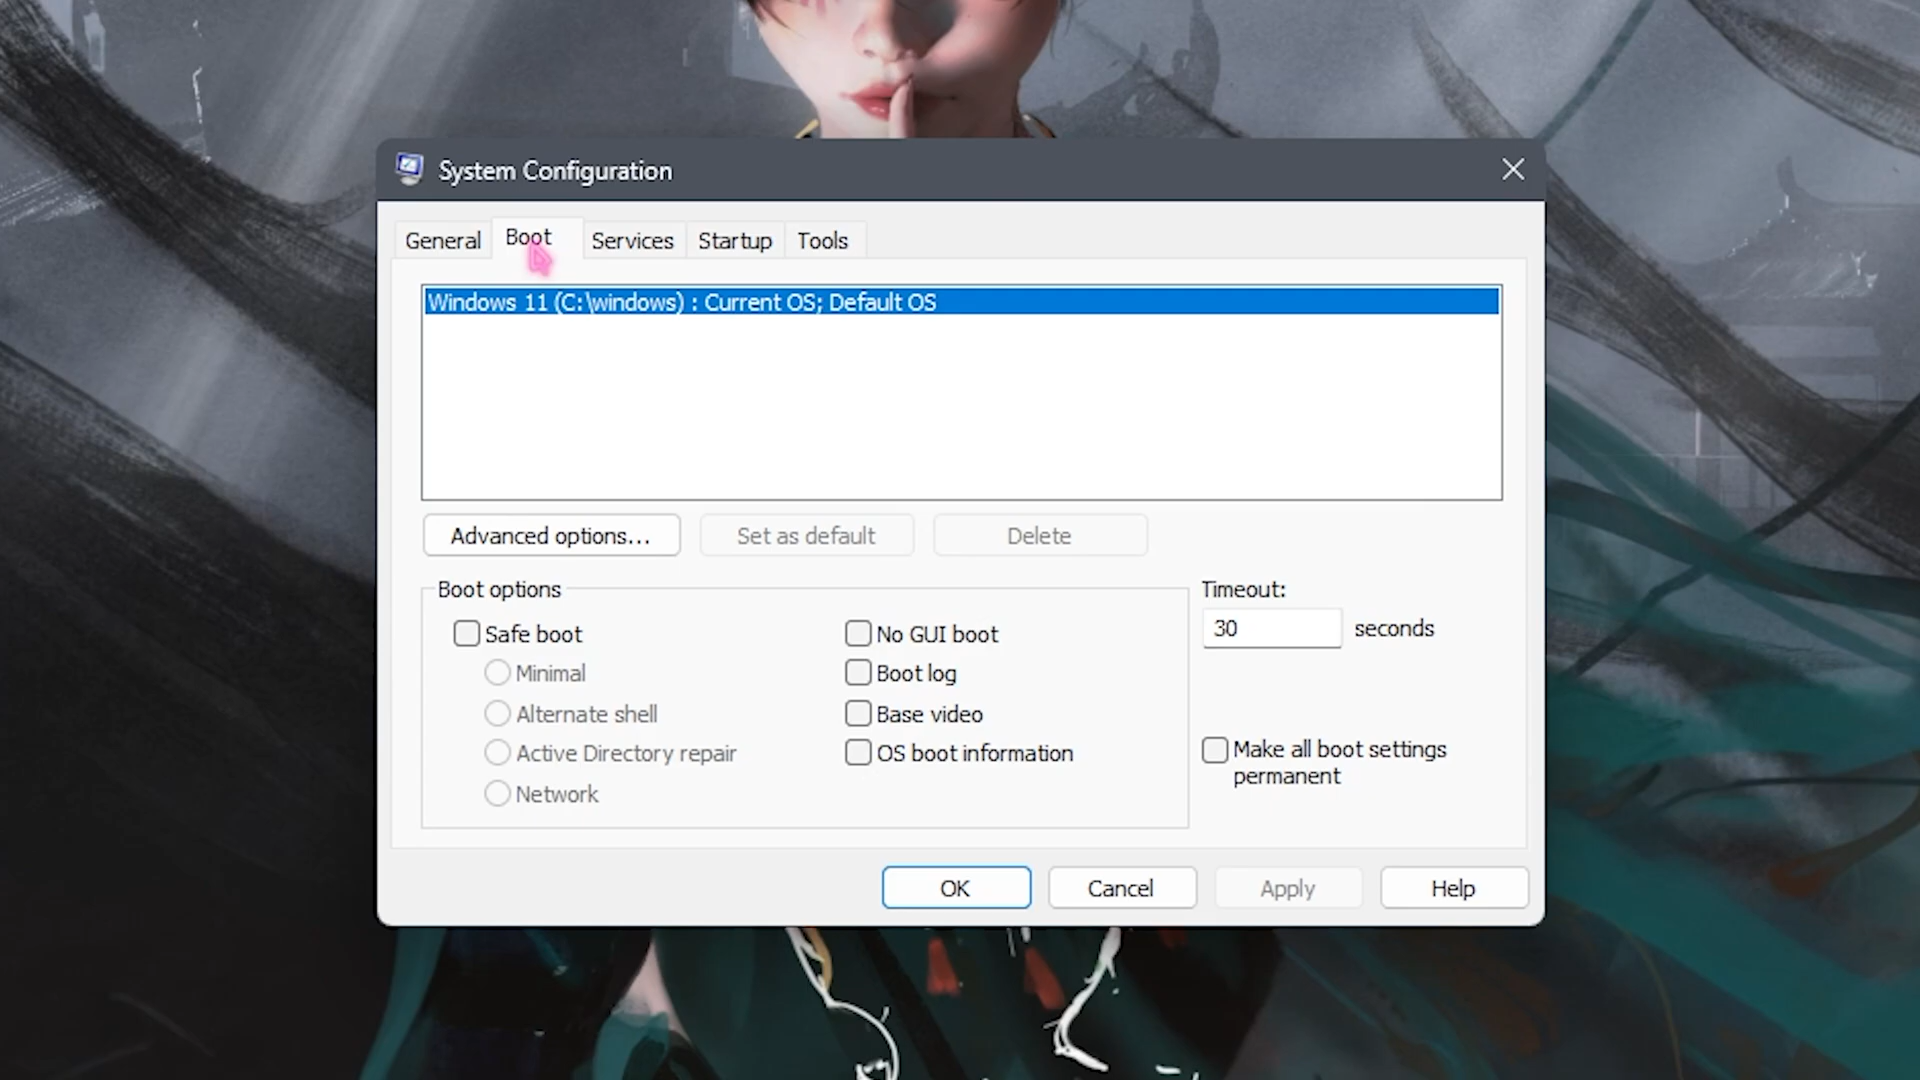 System Configuration
General Boot Services Startup Tools
Windows 11 (C:\windows) : Current OS; Default OS
Advanced options... Set as default Delete
Boot options Timeout:
Safe boot No GUI boot 30 seconds
Minimal Boot log
Alternate shell Base video
Active Directory repair OS boot information Make all boot settings
permanent
Network
OK Cancel Apply Help